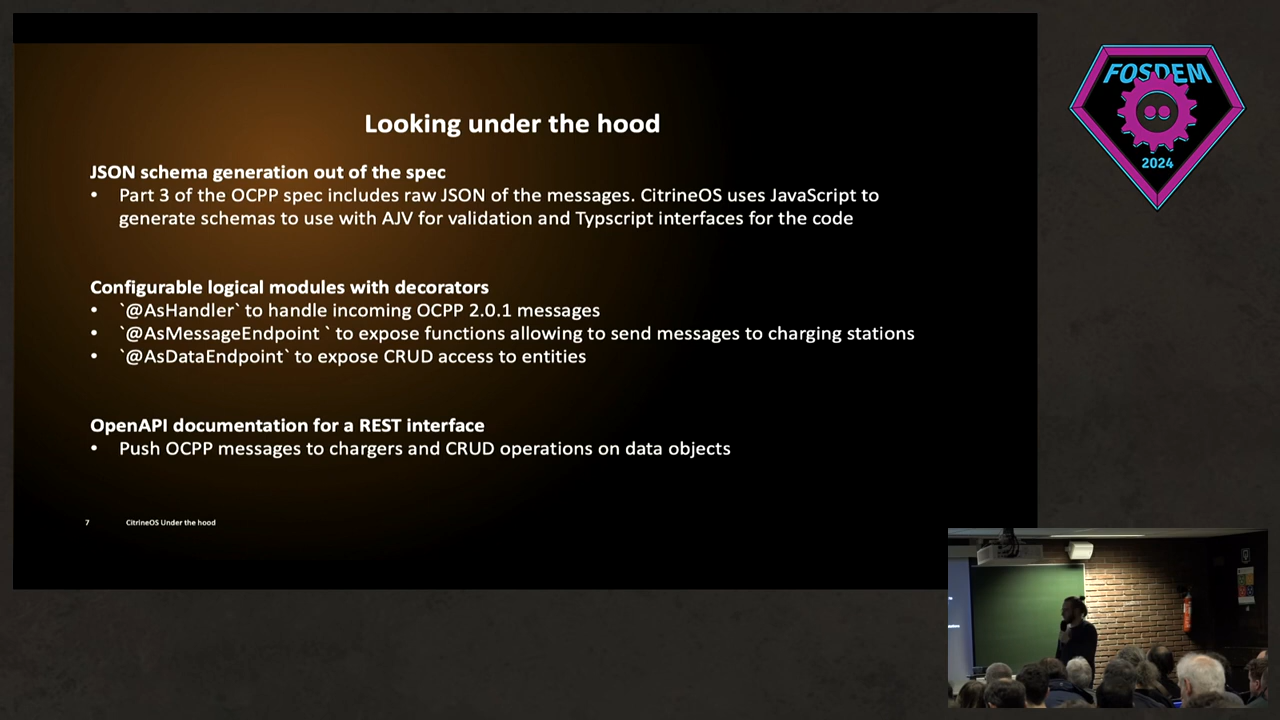 Looking under the hood
JSON schema generation out of the spec
• Part 3 of the OCPP spec includes raw JSON of the messages. CitrineOS uses JavaScript to
generate schemas to use with AJV for validation and Typscript interfaces for the code
Configurable logical modules with decorators
• `@AsHandler` to handle incoming OCPP 2.0.1 messages
• `@AsMessageEndpoint ` to expose functions allowing to send messages to charging stations
• `@AsDataEndpoint` to expose CRUD access to entities
OpenAPI documentation for a REST interface
• Push OCPP messages to chargers and CRUD operations on data objects
7 CitrineOS Under the hood
FOSDEM
2024